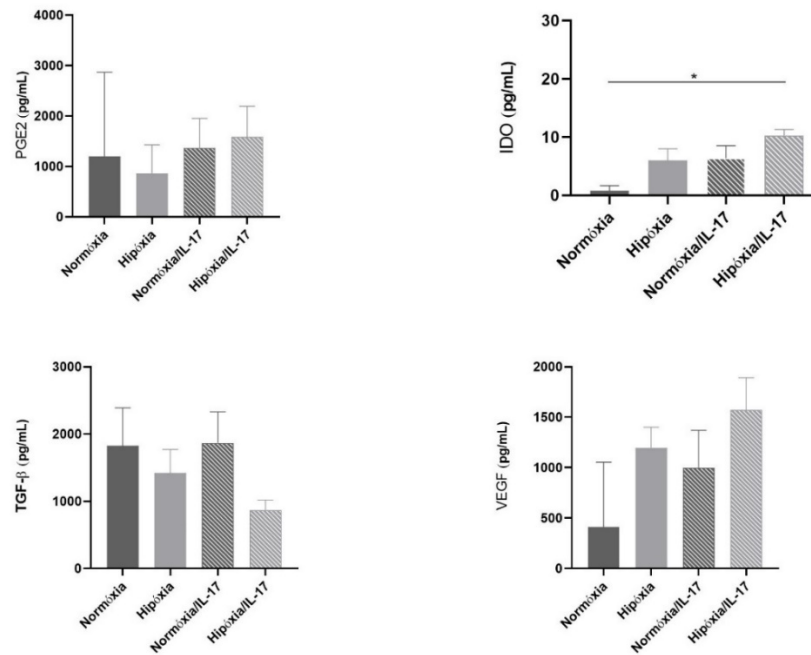 PGE2 (pg/mL)
4000
3000
2000
1000
0
Normóxia
Hipóxia
Normóxia/IL-17
Hipóxia/IL-17
IDO (pg/mL)
30
20
10
0
*
Normóxia
Hipóxia
Normóxia/IL-17
Hipóxia/IL-17
TGF-β (pg/mL)
3000
2000
1000
0
Normóxia
Hipóxia
Normóxia/IL-17
Hipóxia/IL-17
VEGF (pg/mL)
2000
1500
1000
500
0
Normóxia
Hipóxia
Normóxia/IL-17
Hipóxia/IL-17